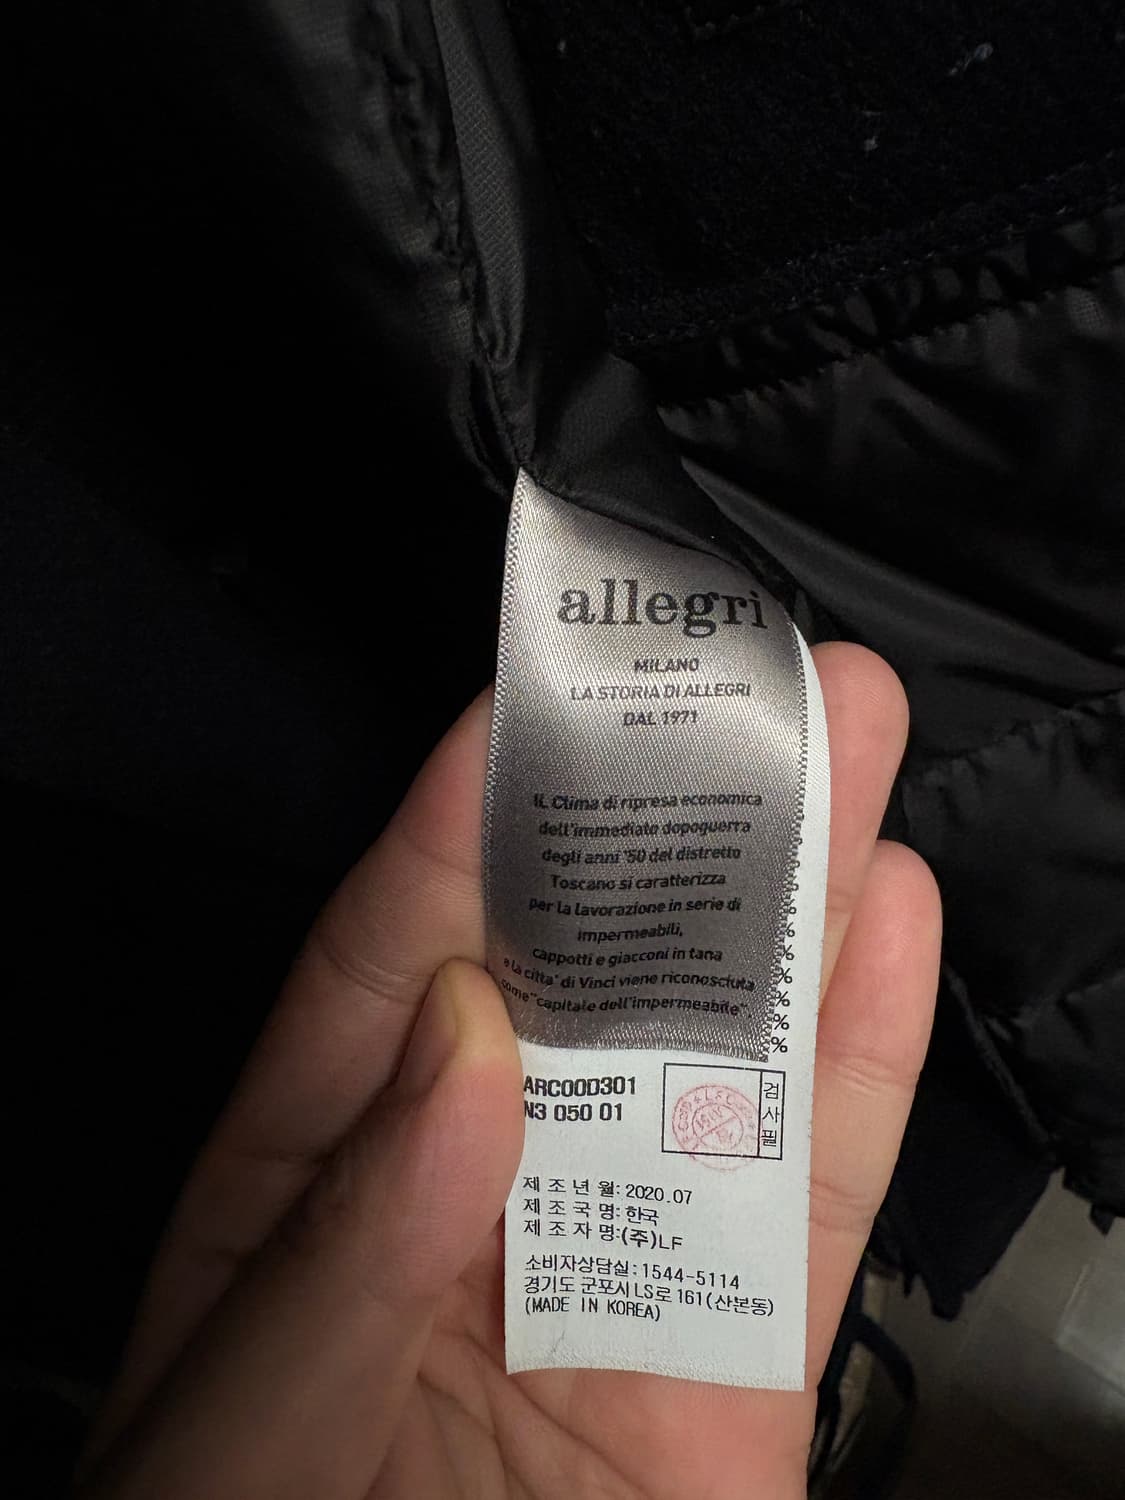 allegri
MILANO
LA STORIA DI ALLEGRI
DAL 1971
IL Clima di ripresa economica
dell'immediato dopoguerra
degli anni '50 del distretto
Toscano si caratterizza
per la lavorazione in serie di
impermeabili,
cappotti e giacconi in tana
e la citta' di Vinci viene riconosciuta
come "capitale dell'impermeabile".
%
%
%
%
%
%
%
ARC00D301
N3 050 01
검사필
제조년월: 2020.07
제조국명: 한국
제조자명:(주)LF
소비자상담실:1544-5114
경기도 군포시 LS로 161(산본동)
(MADE IN KOREA)